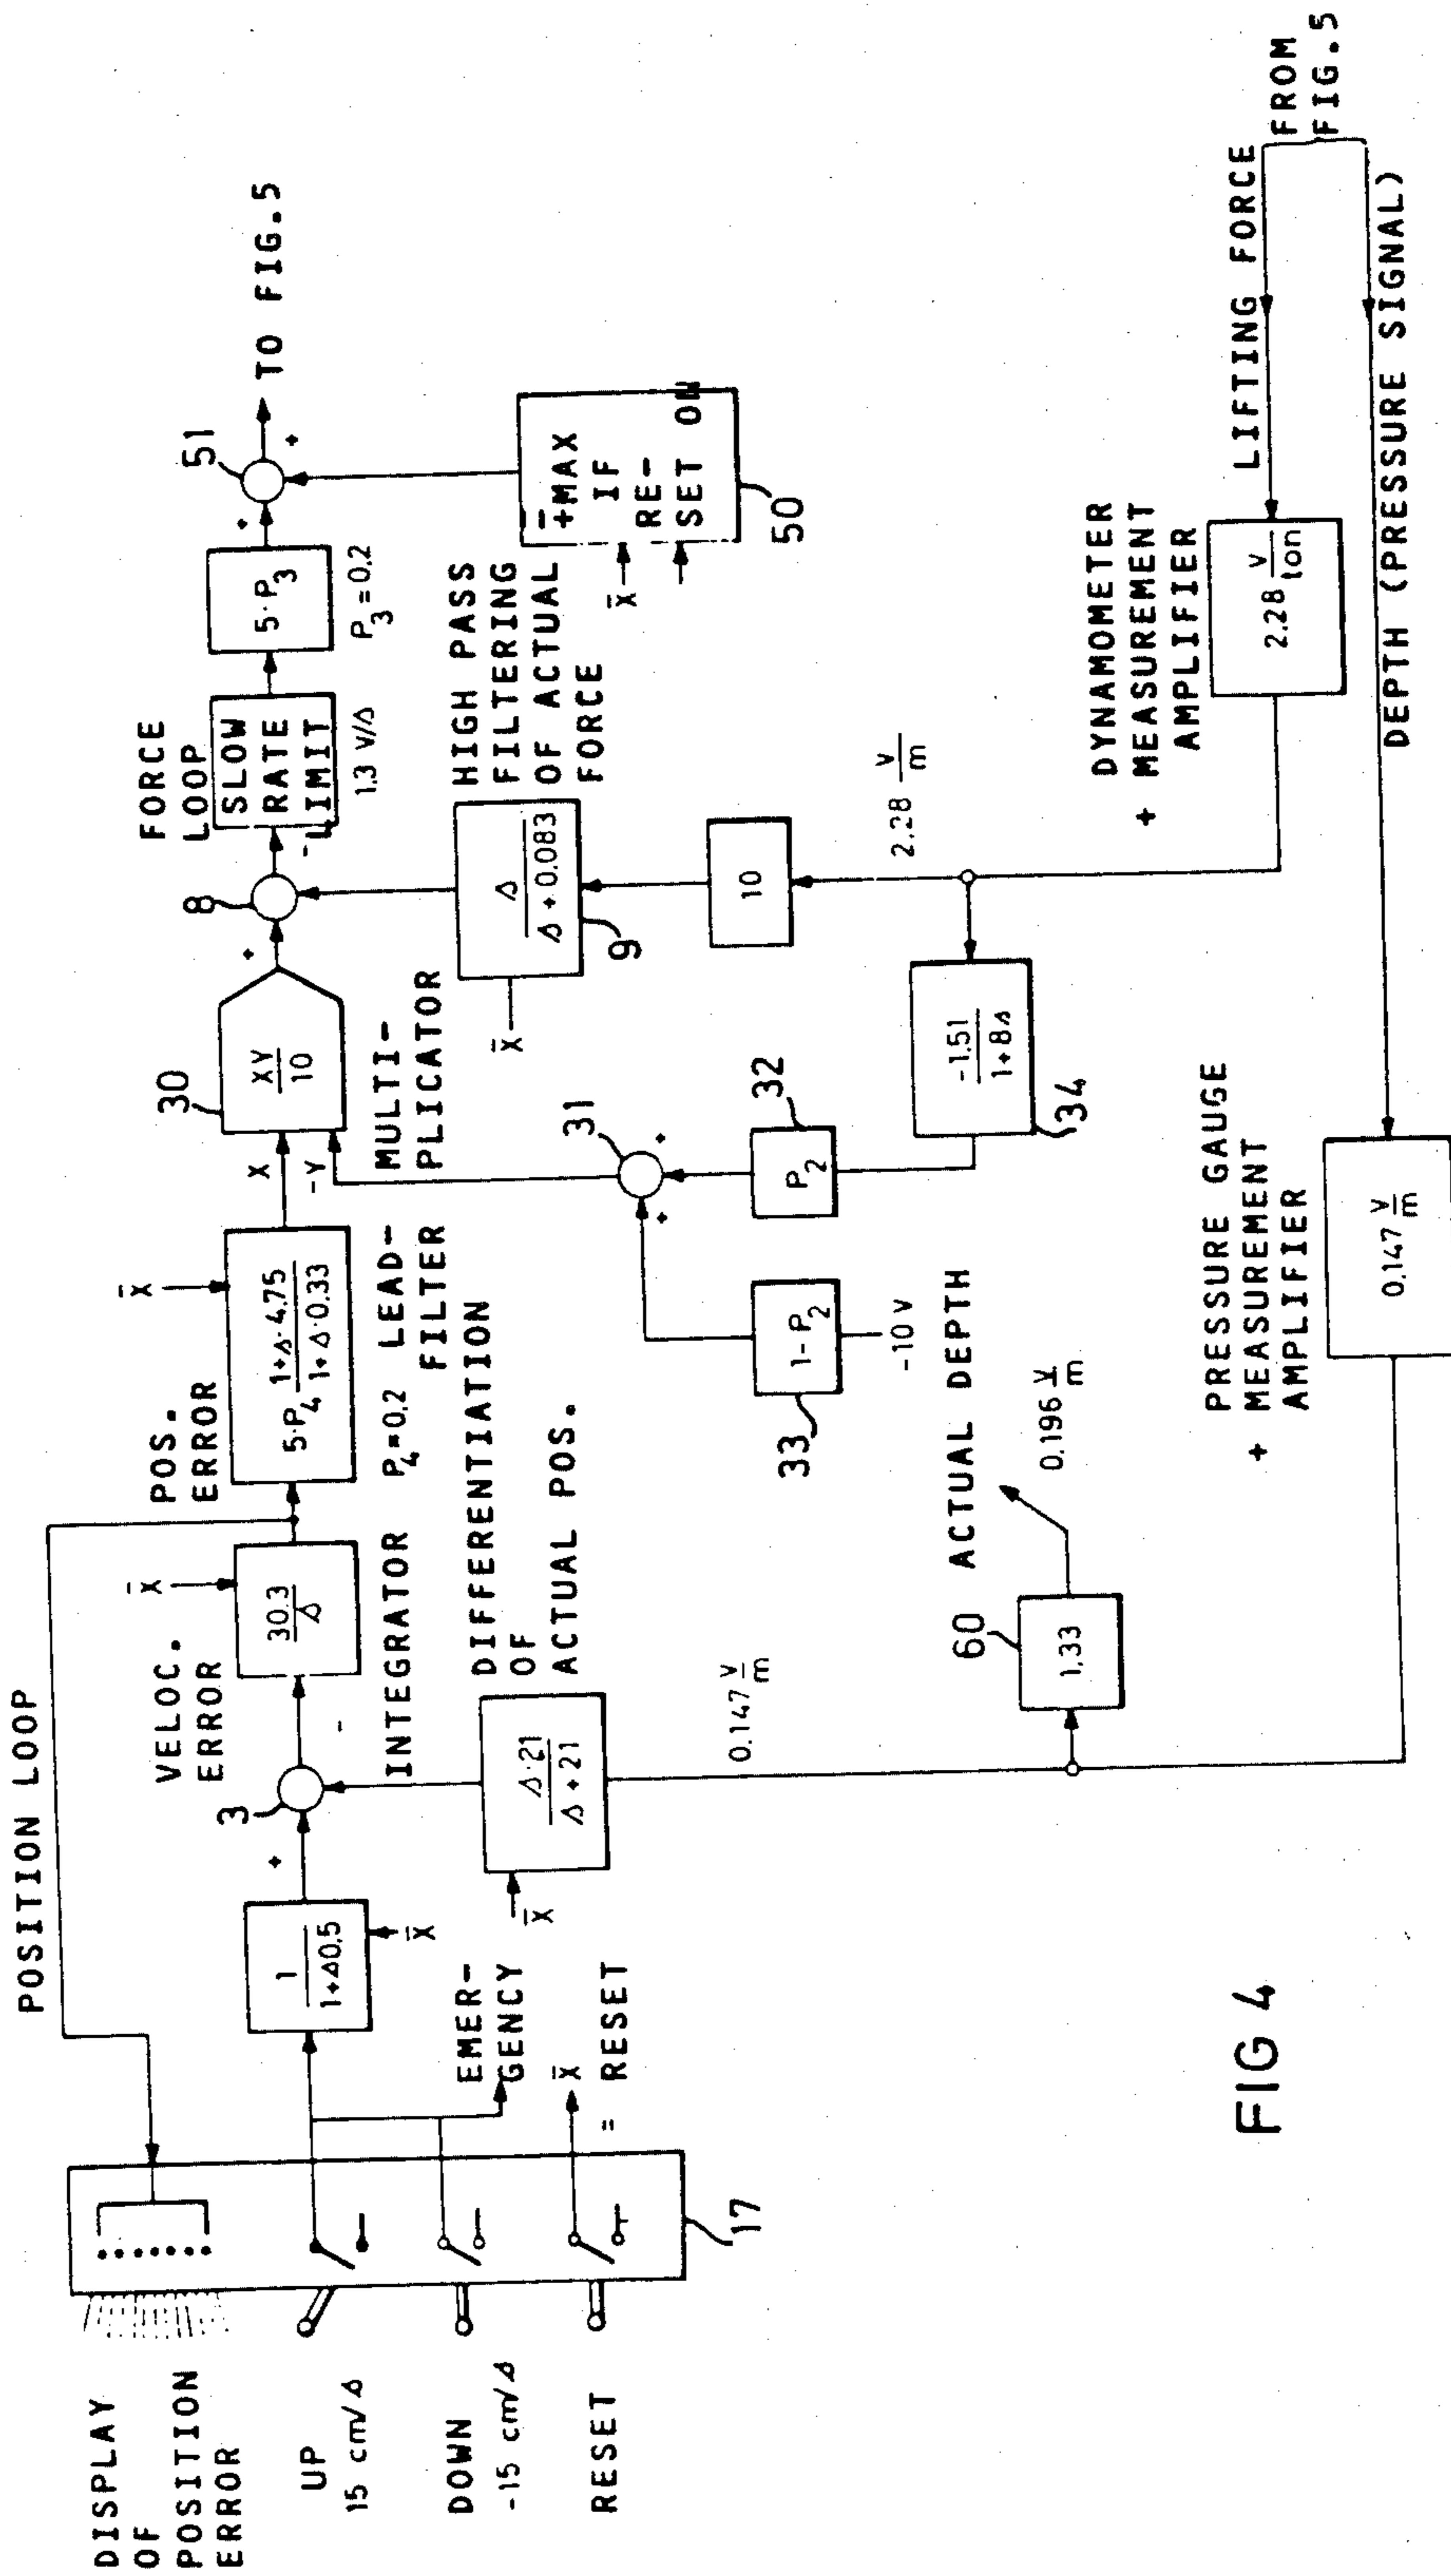 POSITION LOOP
DISPLAY
OF
POSITION
ERROR
UP
15 cm/s
DOWN
-15 cm/s
RESET
17
EMER-
GENCY
X̄
= RESET
1
1+s0.5
X̄
+
3
-
VELOC.
ERROR
X̄
30.3
s
INTEGRATOR
s·21
s+21
X̄
DIFFERENTIATION
OF
ACTUAL POS.
0.147 V/m
POS.
ERROR
X̄
5·P4 1+s·4.75
1+s·0.33
P4=0.2 LEAD-
FILTER
X
-Y
30
XY
10
MULTI-
PLICATOR
+
8
-
FORCE
LOOP
SLOW
RATE
LIMIT
1.3 V/s
5·P3
P3=0.2
+
51
+
TO FIG.5
s
s+0.083
X̄
9
HIGH PASS
FILTERING
OF ACTUAL
FORCE
∓MAX
IF
RE-
SET ON
X̄
50
10
2.28 V/m
31
+
+
P2
32
1-P2
33
-10 V
-1.51
1+8s
34
60
1.33
ACTUAL DEPTH
0.196 V/m
DYNAMOMETER
+ MEASUREMENT
AMPLIFIER
2.28 V/ton
LIFTING FORCE
FROM
FIG.5
DEPTH (PRESSURE SIGNAL)
PRESSURE GAUGE
+ MEASUREMENT
AMPLIFIER
0.147 V/m
FIG 4